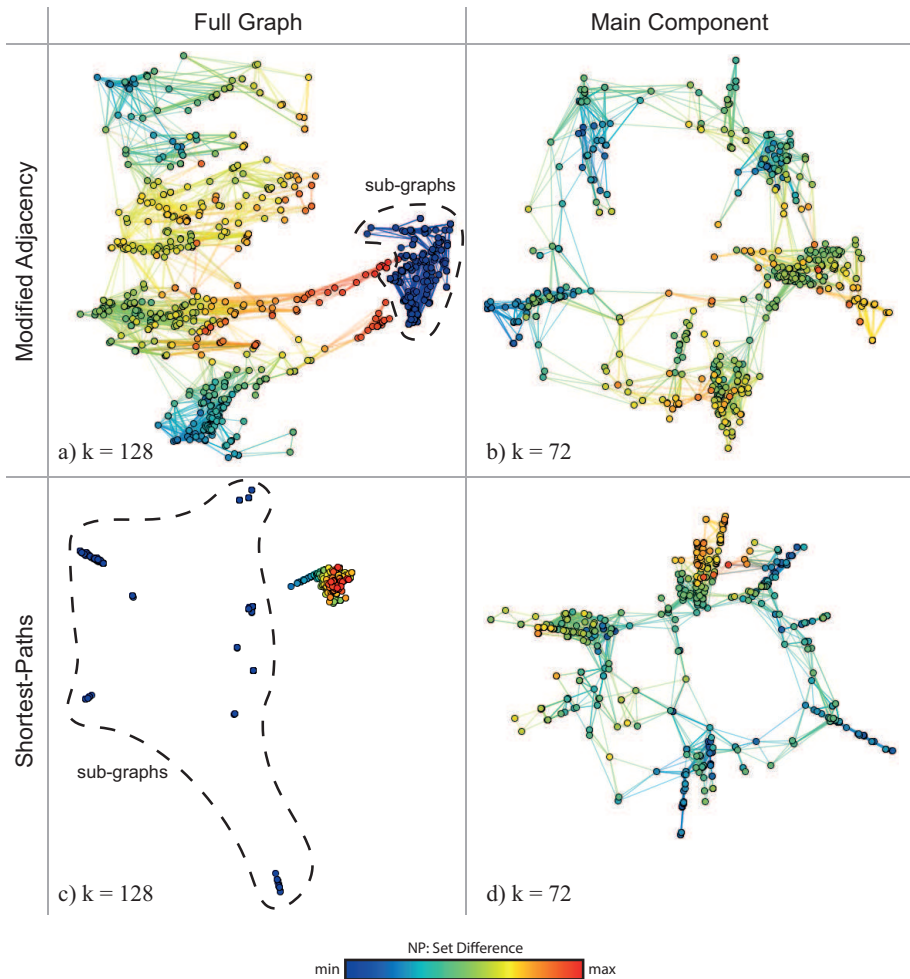 Full Graph
Main Component
Modified Adjacency
sub-graphs
a) k = 128
b) k = 72
Shortest-Paths
sub-graphs
c) k = 128
d) k = 72
NP: Set Difference
min
max